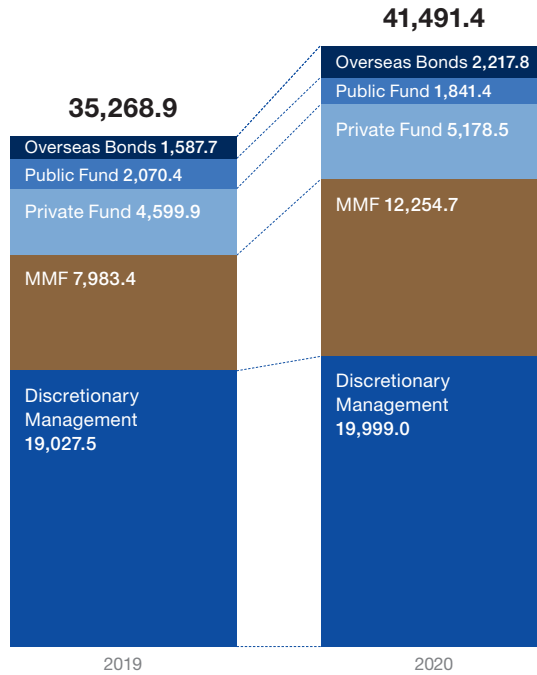 35,268.9
Overseas Bonds 1,587.7
Public Fund 2,070.4
Private Fund 4,599.9
MMF 7,983.4
Discretionary
Management
19,027.5
2019
41,491.4
Overseas Bonds 2,217.8
Public Fund 1,841.4
Private Fund 5,178.5
MMF 12,254.7
Discretionary
Management
19,999.0
2020